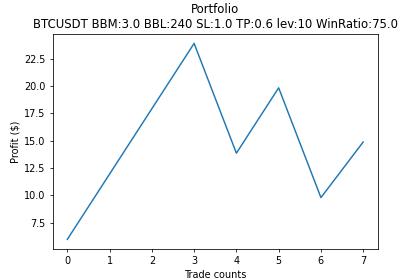 Portfolio
BTCUSDT BBM:3.0 BBL:240 SL:1.0 TP:0.6 lev:10 WinRatio:75.0
22.5
20.0
17.5
15.0
12.5
10.0
7.5
Profit ($)
0 1 2 3 4 5 6 7
Trade counts